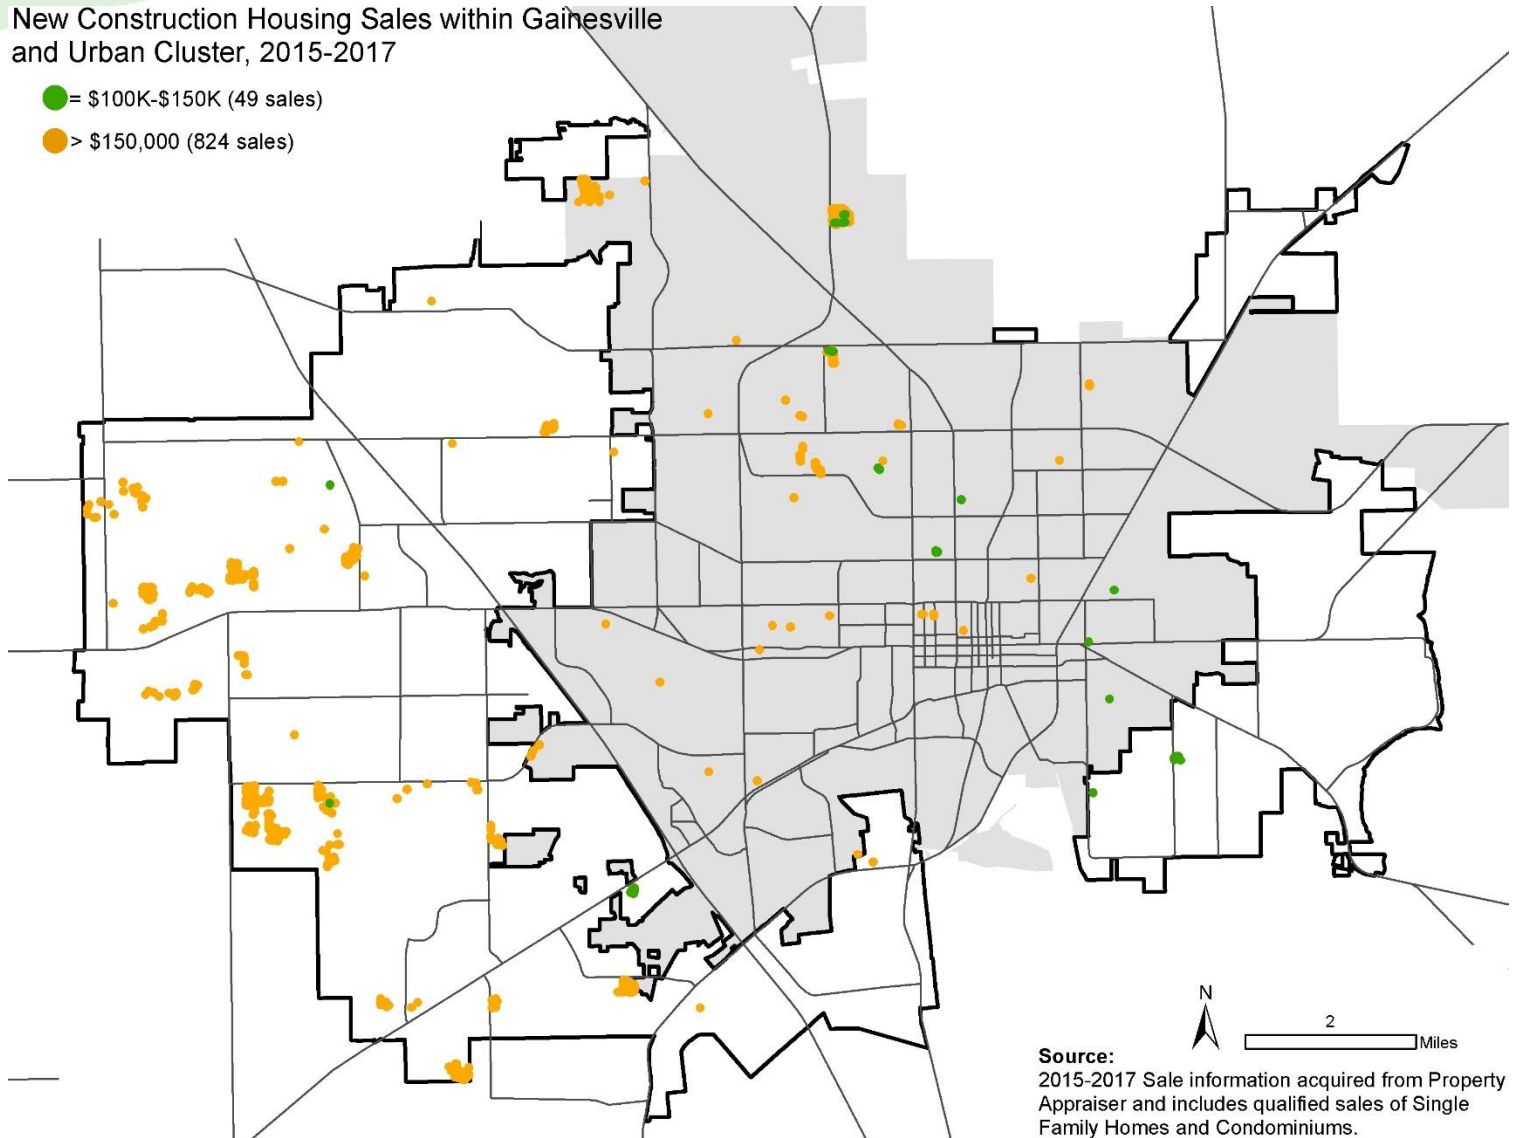 New Construction Housing Sales within Gainesville
and Urban Cluster, 2015-2017
= $100K-$150K (49 sales)
> $150,000 (824 sales)
N
2
Miles
Source:
2015-2017 Sale information acquired from Property
Appraiser and includes qualified sales of Single
Family Homes and Condominiums.